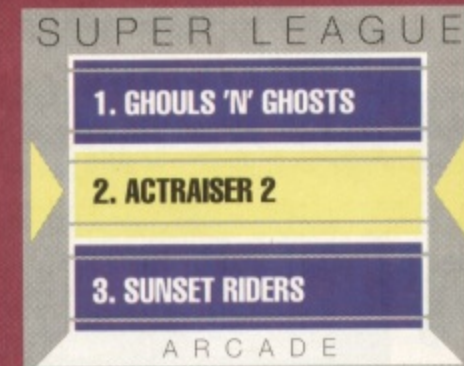 SUPER LEAGUE
1. GHOULS 'N' GHOSTS
2. ACTRAISER 2
3. SUNSET RIDERS
ARCADE